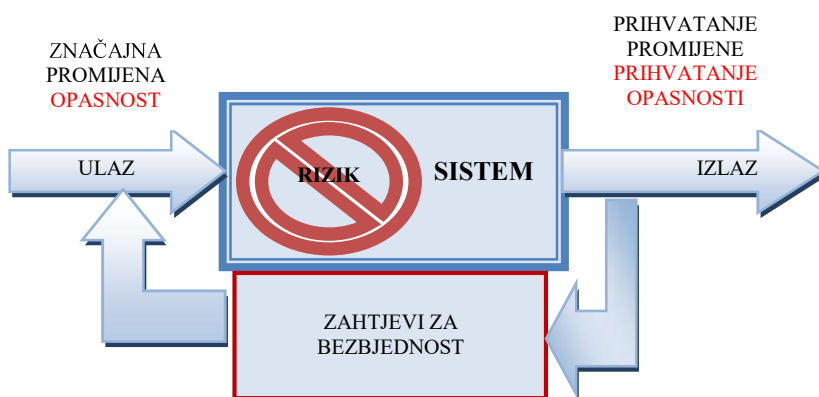 ZNAČAJNA
PROMIJENA
OPASNOST
PRIHVATANJE
PROMIJENE
PRIHVATANJE
OPASNOSTI
ULAZ
RIZIK
SISTEM
IZLAZ
ZAHTJEVI ZA
BEZBJEDNOST